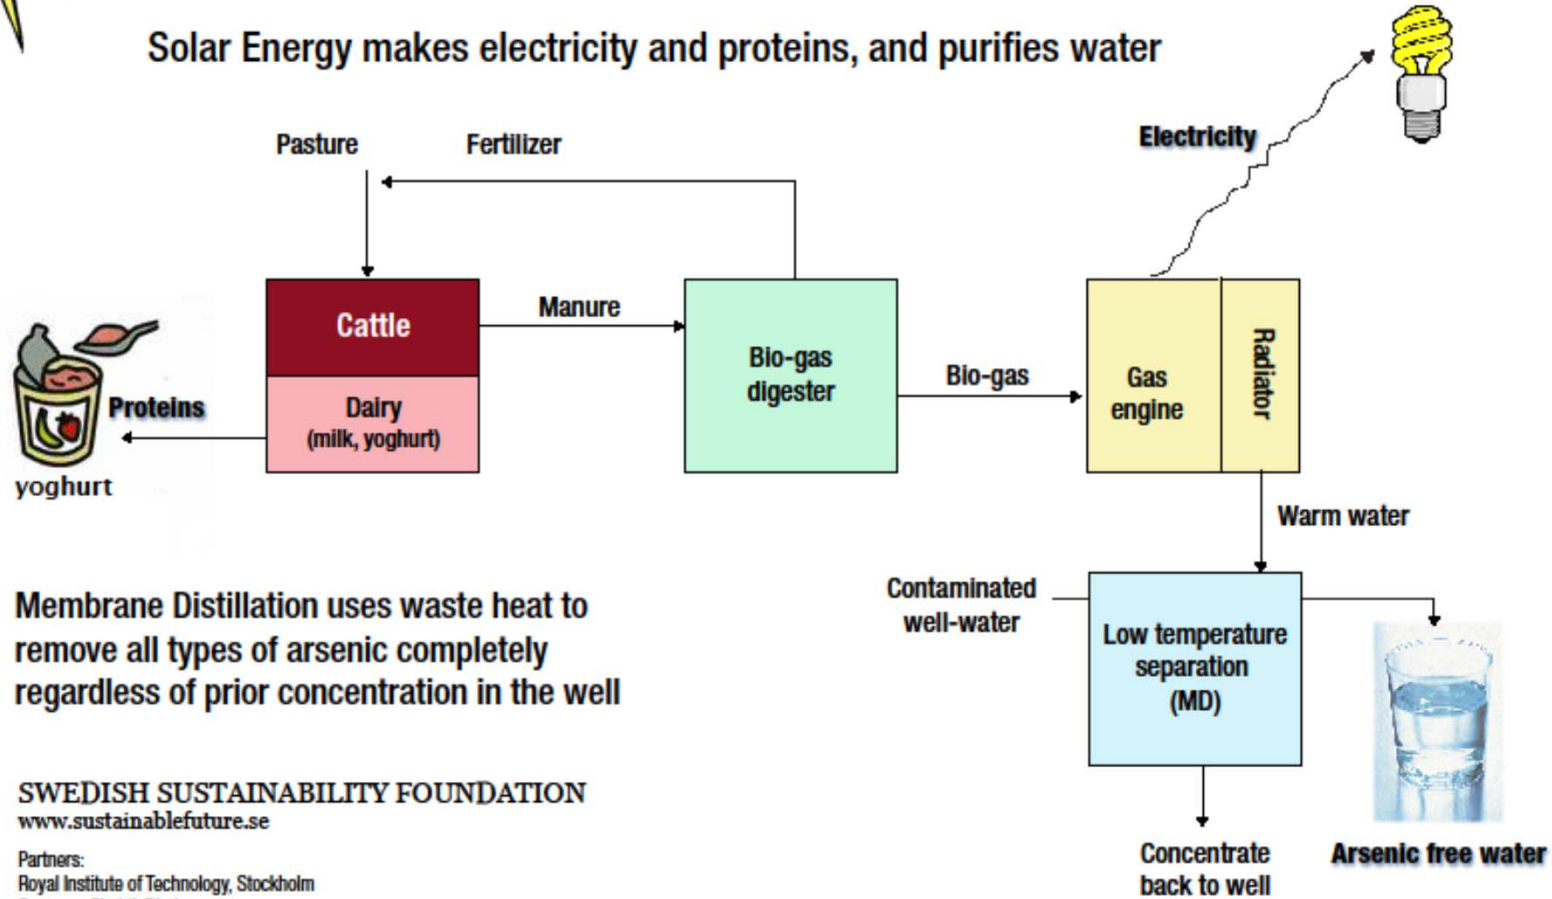 Solar Energy makes electricity and proteins, and purifies water
Pasture
Fertilizer
Electricity
Cattle
Manure
Dairy
(milk, yoghurt)
Proteins
yoghurt
Bio-gas
digester
Bio-gas
Gas
engine
Radiator
Warm water
Contaminated
well-water
Low temperature
separation
(MD)
Concentrate
back to well
Arsenic free water
Membrane Distillation uses waste heat to
remove all types of arsenic completely
regardless of prior concentration in the well
SWEDISH SUSTAINABILITY FOUNDATION
www.sustainablefuture.se
Partners:
Royal Institute of Technology, Stockholm